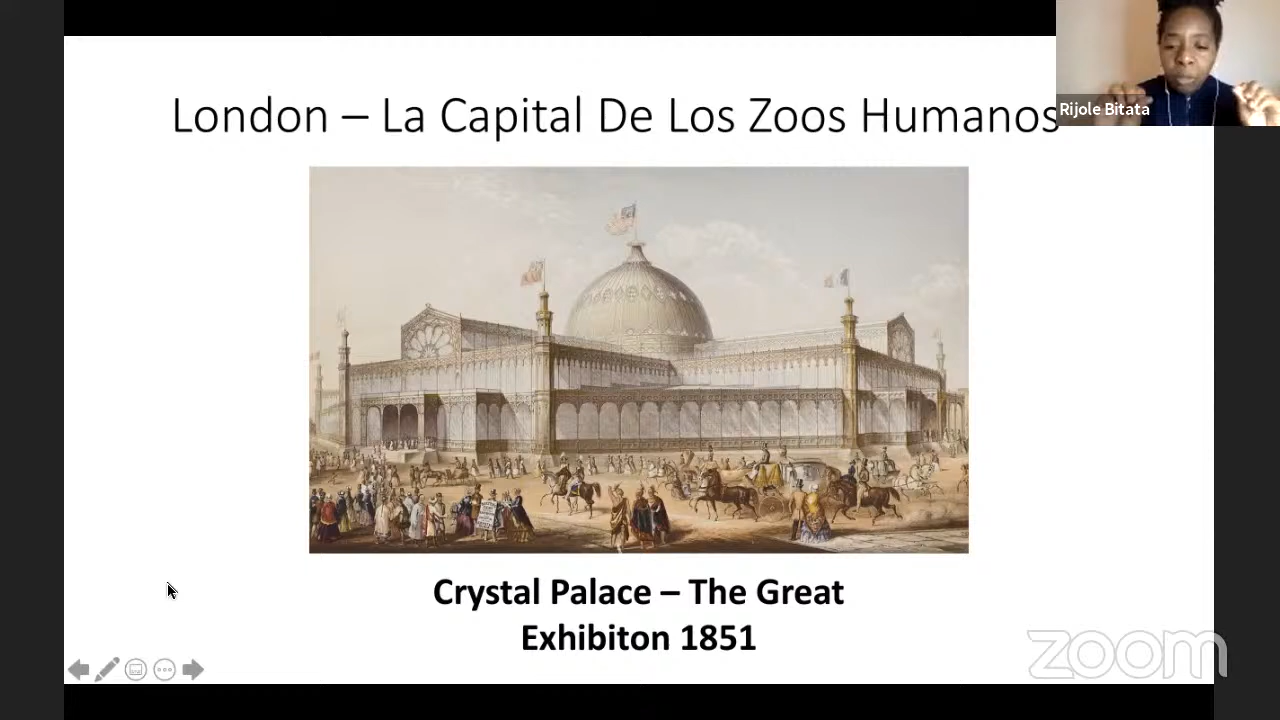 London – La Capital De Los Zoos Humanos
Rijole Bitata
Crystal Palace – The Great
Exhibiton 1851
zoom